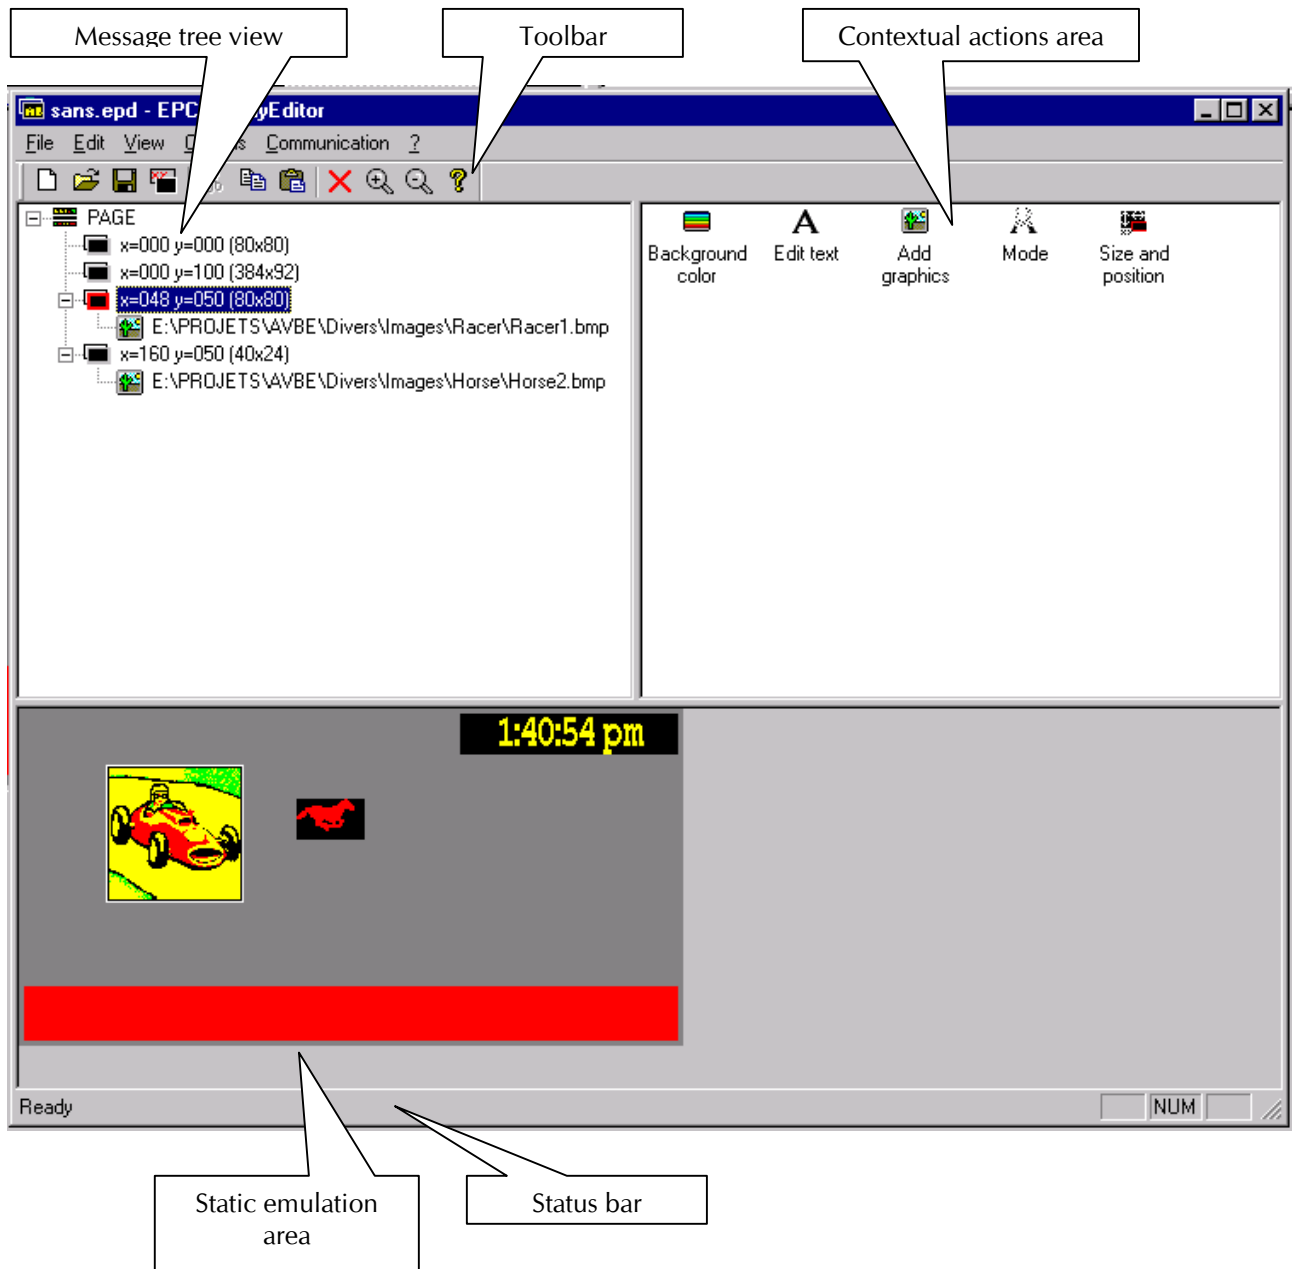 Message tree view
Toolbar
Contextual actions area
sans.epd - EPC yEditor
File Edit View Communication ?
PAGE
x=000 y=000 (80x80)
x=000 y=100 (384x92)
x=048 y=050 (80x80)
E:\PROJETS\AVBE\Divers\Images\Racer\Racer1.bmp
x=160 y=050 (40x24)
E:\PROJETS\AVBE\Divers\Images\Horse\Horse2.bmp
Background color
Edit text
Add graphics
Mode
Size and position
1:40:54 pm
Ready
NUM
Static emulation
area
Status bar